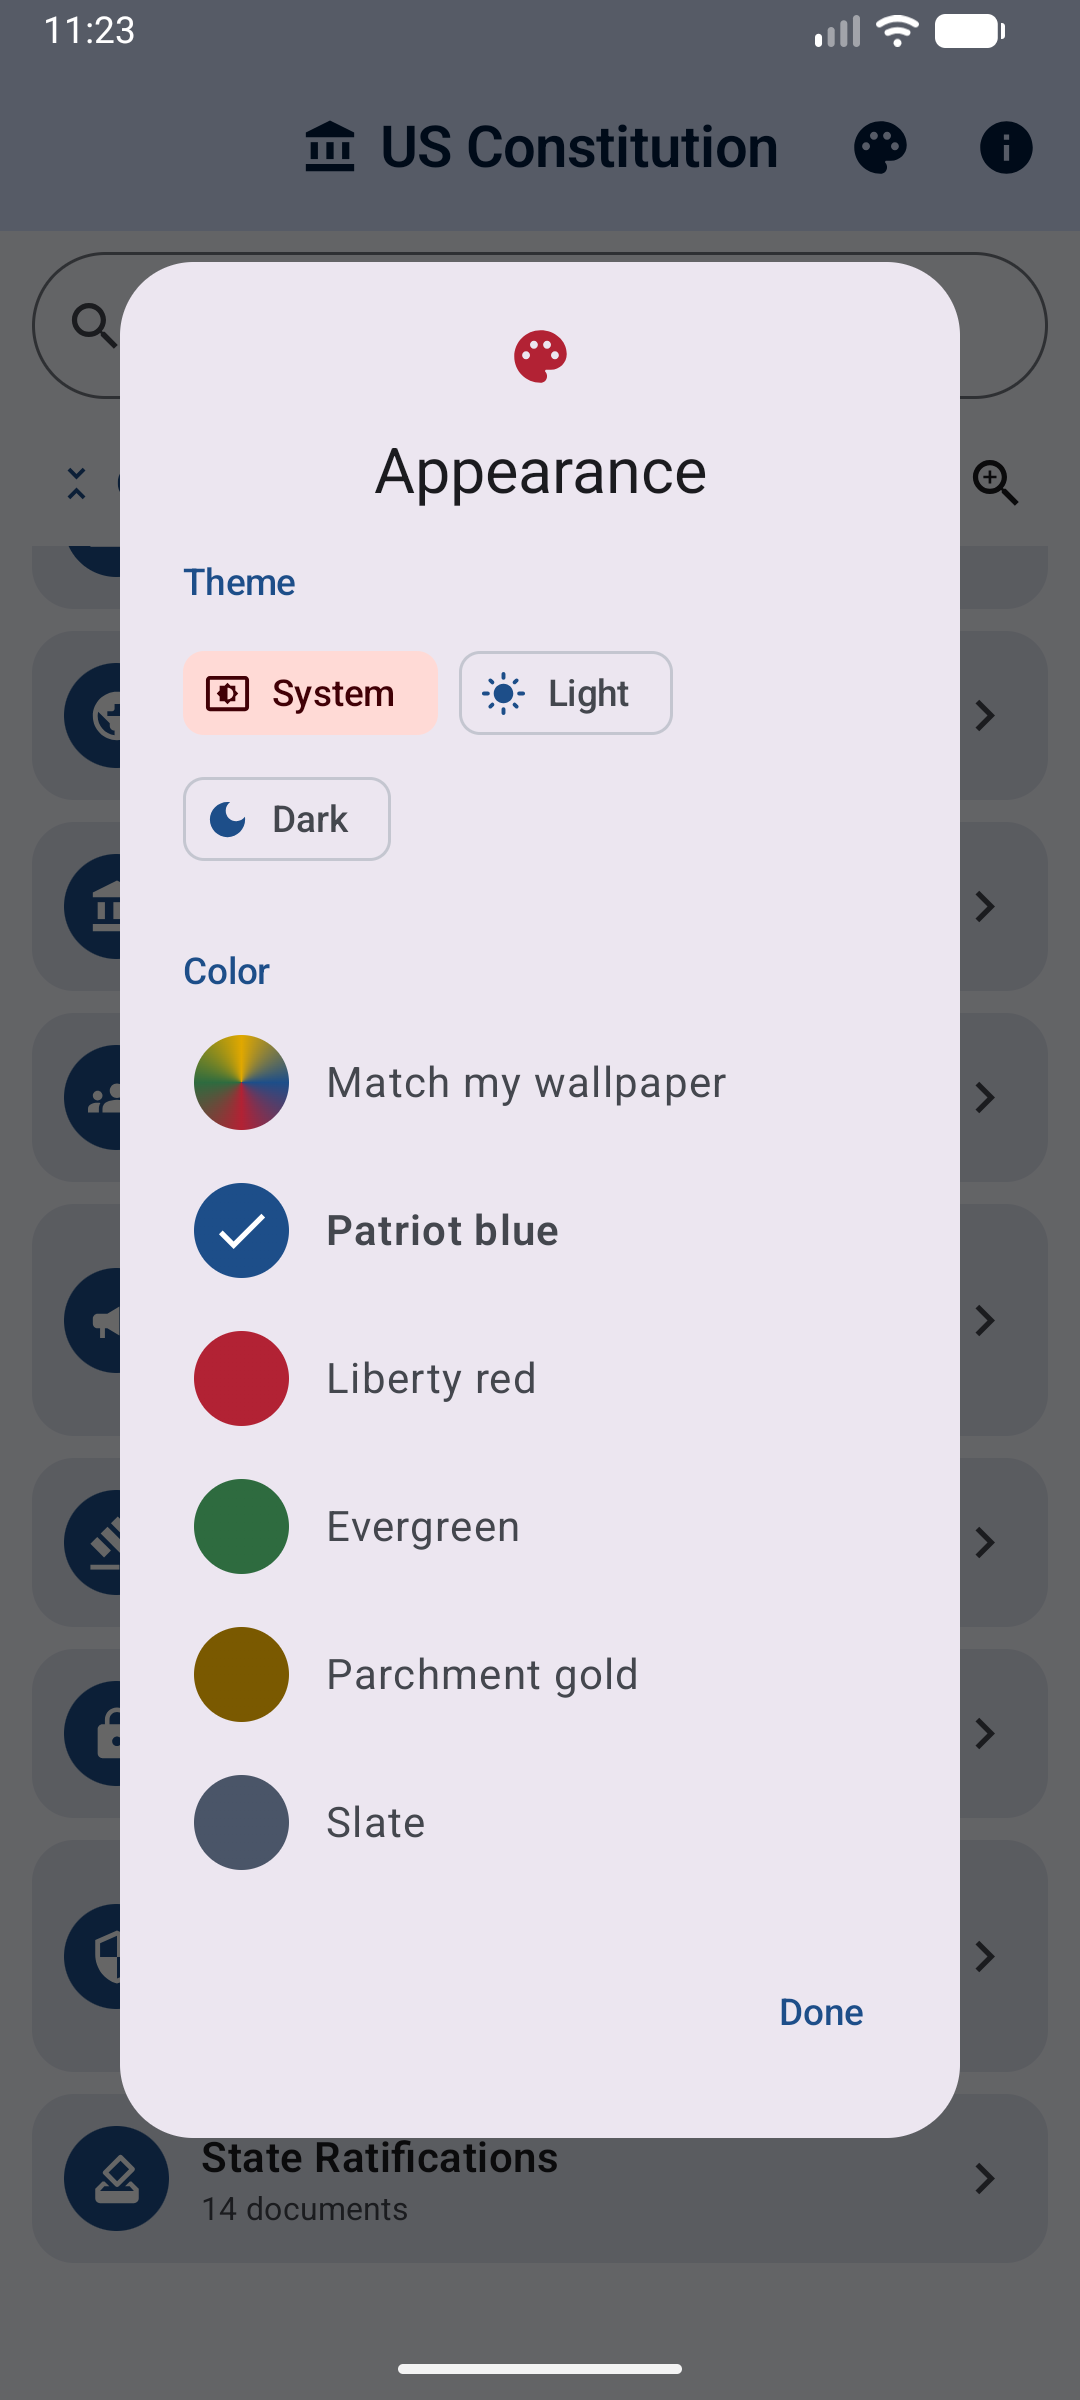 11:23
US Constitution
Appearance
Theme
System
Light
Dark
Color
Match my wallpaper
Patriot blue
Liberty red
Evergreen
Parchment gold
Slate
Done
State Ratifications
14 documents